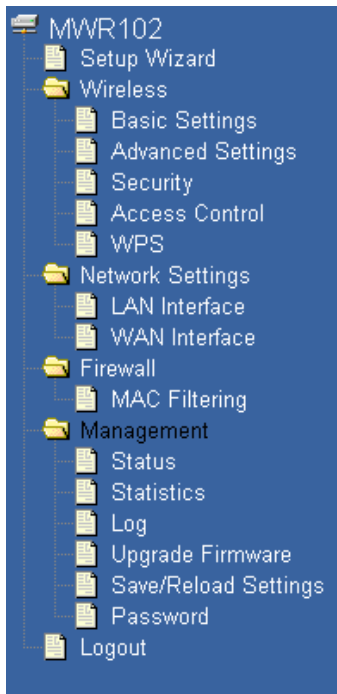 MWR102
Setup Wizard
Wireless
Basic Settings
Advanced Settings
Security
Access Control
WPS
Network Settings
LAN Interface
WAN Interface
Firewall
MAC Filtering
Management
Status
Statistics
Log
Upgrade Firmware
Save/Reload Settings
Password
Logout